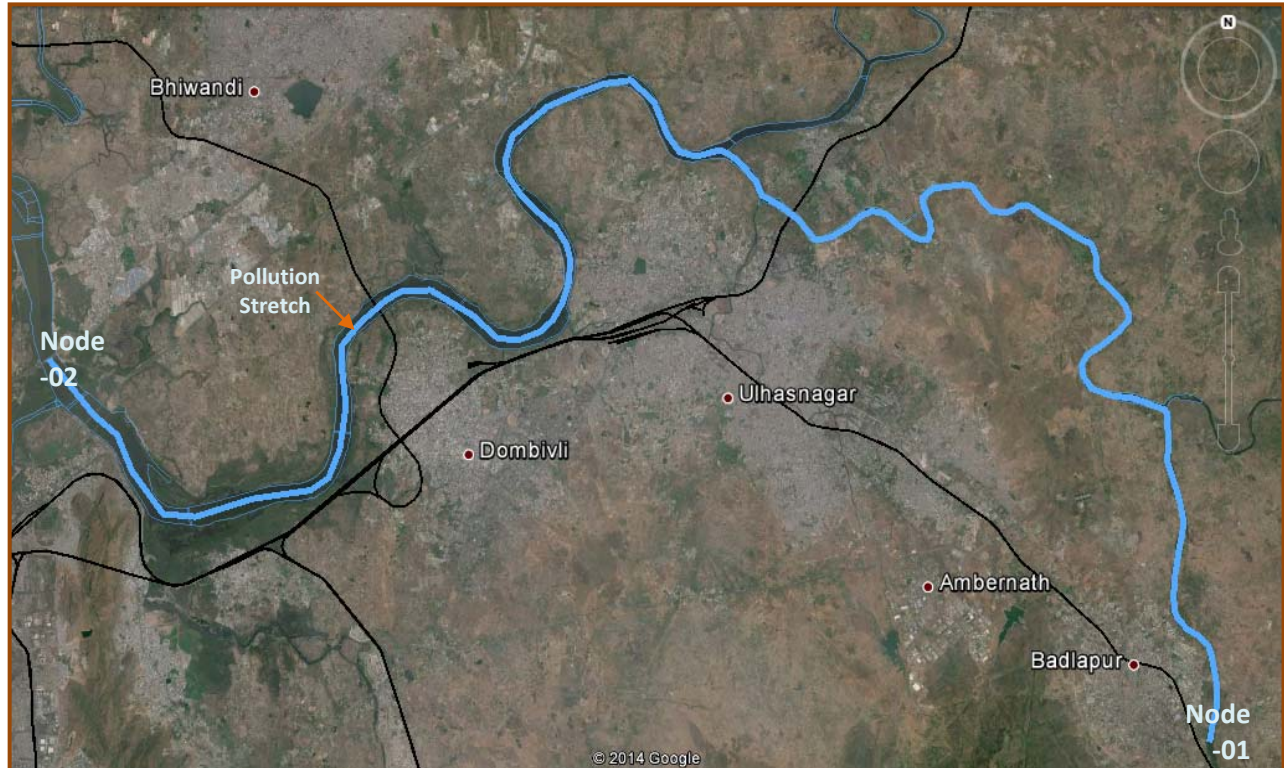 N
Bhiwandi
Pollution
Stretch
Node
-02
Ulhasnagar
Dombivli
Ambernath
Badlapur
Node
-01
© 2014 Google